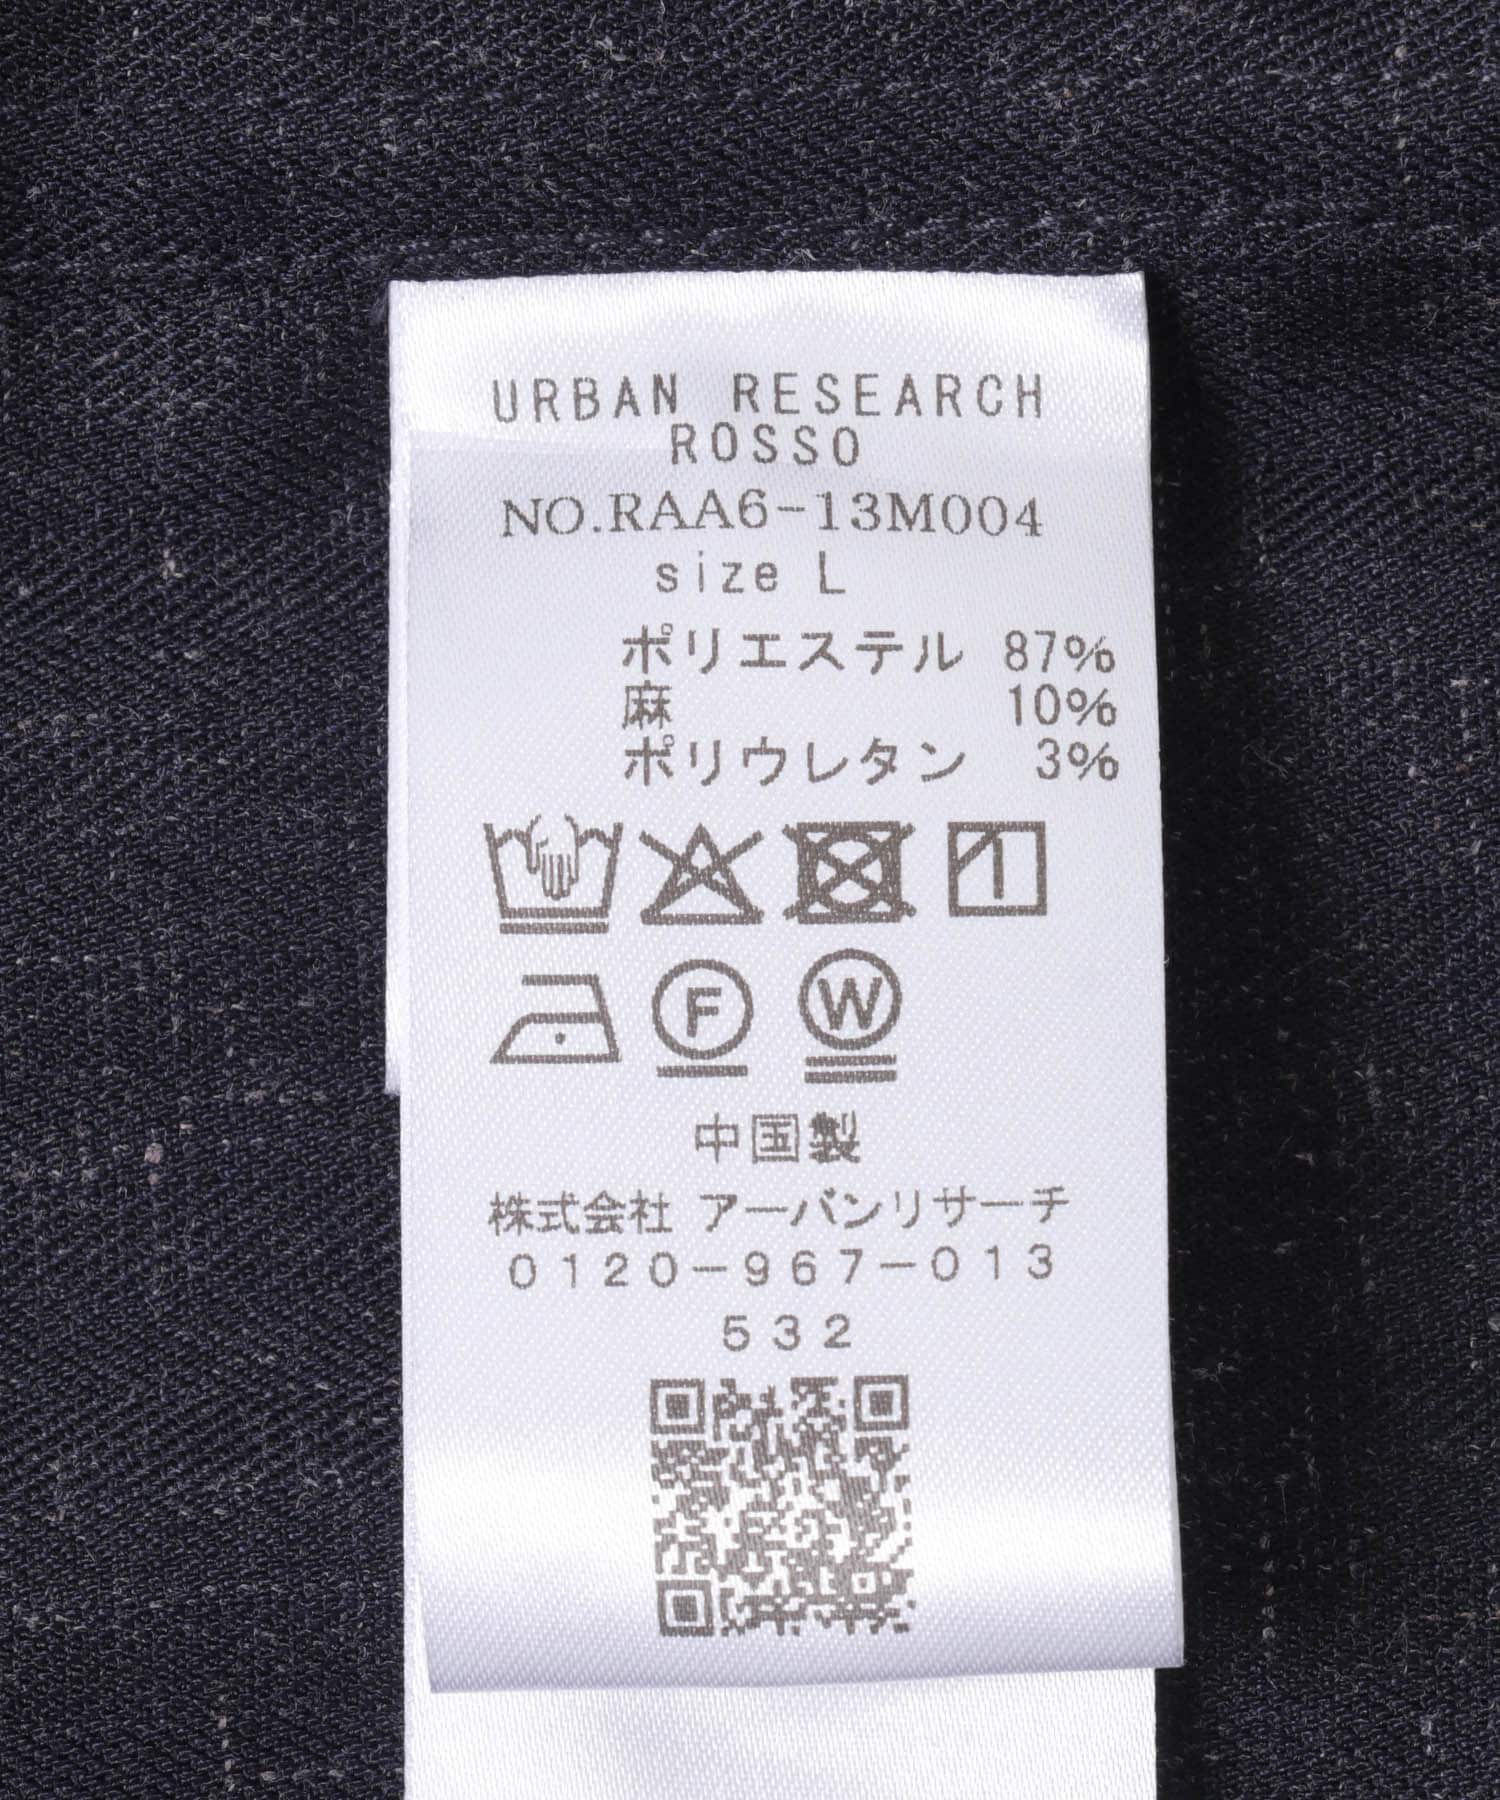 URBAN RESEARCH
ROSSO
NO.RAA6-13M004
size L
ポリエステル 87%
麻 10%
ポリウレタン 3%
F W
中国製
株式会社 アーバンリサーチ
0120-967-013
532